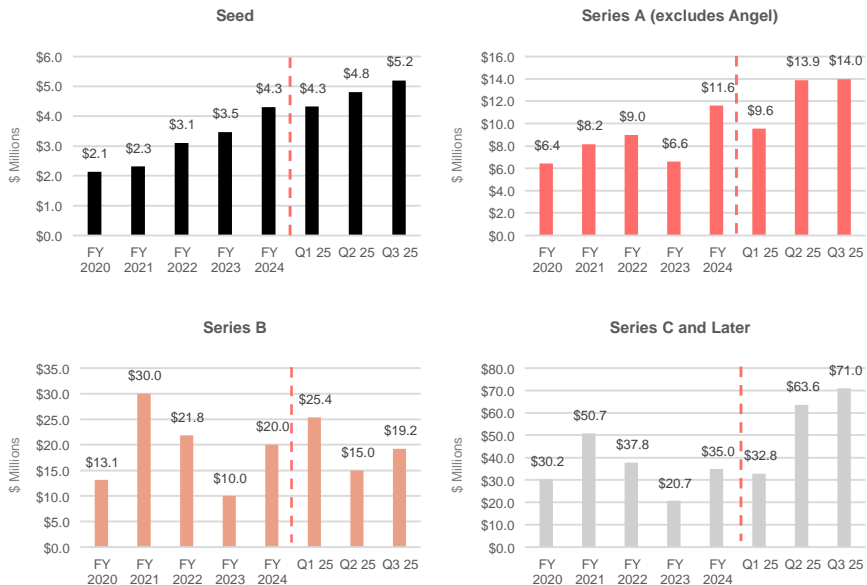 Seed
$ Millions
$6.0
$5.0
$4.0
$3.0
$2.0
$1.0
$0.0
$2.1
$2.3
$3.1
$3.5
$4.3
$4.3
$4.8
$5.2
FY 2020
FY 2021
FY 2022
FY 2023
FY 2024
Q1 25
Q2 25
Q3 25
Series A (excludes Angel)
$ Millions
$16.0
$14.0
$12.0
$10.0
$8.0
$6.0
$4.0
$2.0
$0.0
$6.4
$8.2
$9.0
$6.6
$11.6
$9.6
$13.9
$14.0
FY 2020
FY 2021
FY 2022
FY 2023
FY 2024
Q1 25
Q2 25
Q3 25
Series B
$ Millions
$35.0
$30.0
$25.0
$20.0
$15.0
$10.0
$5.0
$0.0
$13.1
$30.0
$21.8
$10.0
$20.0
$25.4
$15.0
$19.2
FY 2020
FY 2021
FY 2022
FY 2023
FY 2024
Q1 25
Q2 25
Q3 25
Series C and Later
$ Millions
$80.0
$70.0
$60.0
$50.0
$40.0
$30.0
$20.0
$10.0
$0.0
$30.2
$50.7
$37.8
$20.7
$35.0
$32.8
$63.6
$71.0
FY 2020
FY 2021
FY 2022
FY 2023
FY 2024
Q1 25
Q2 25
Q3 25